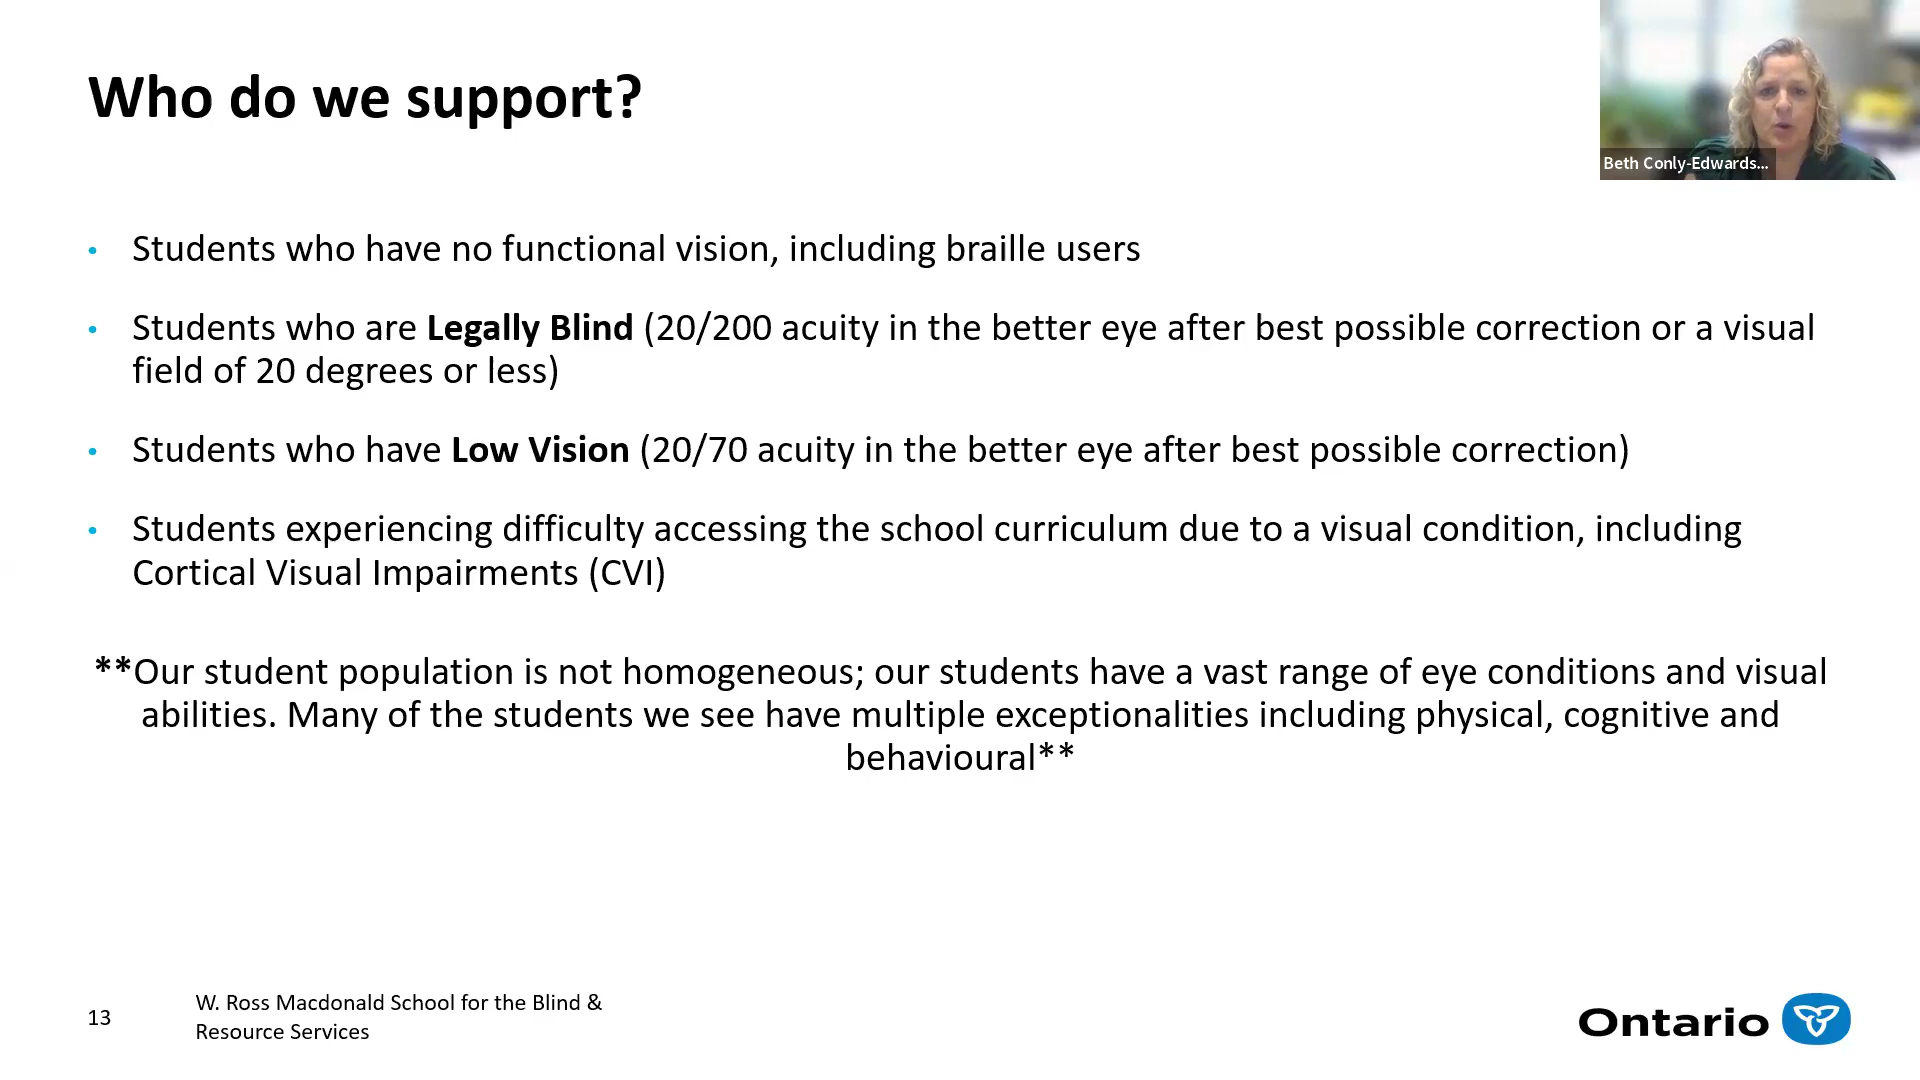 Who do we support?
Beth Conly-Edwards...
• Students who have no functional vision, including braille users
• Students who are Legally Blind (20/200 acuity in the better eye after best possible correction or a visual
field of 20 degrees or less)
• Students who have Low Vision (20/70 acuity in the better eye after best possible correction)
• Students experiencing difficulty accessing the school curriculum due to a visual condition, including
Cortical Visual Impairments (CVI)
**Our student population is not homogeneous; our students have a vast range of eye conditions and visual
abilities. Many of the students we see have multiple exceptionalities including physical, cognitive and
behavioural**
13
W. Ross Macdonald School for the Blind &
Resource Services
Ontario